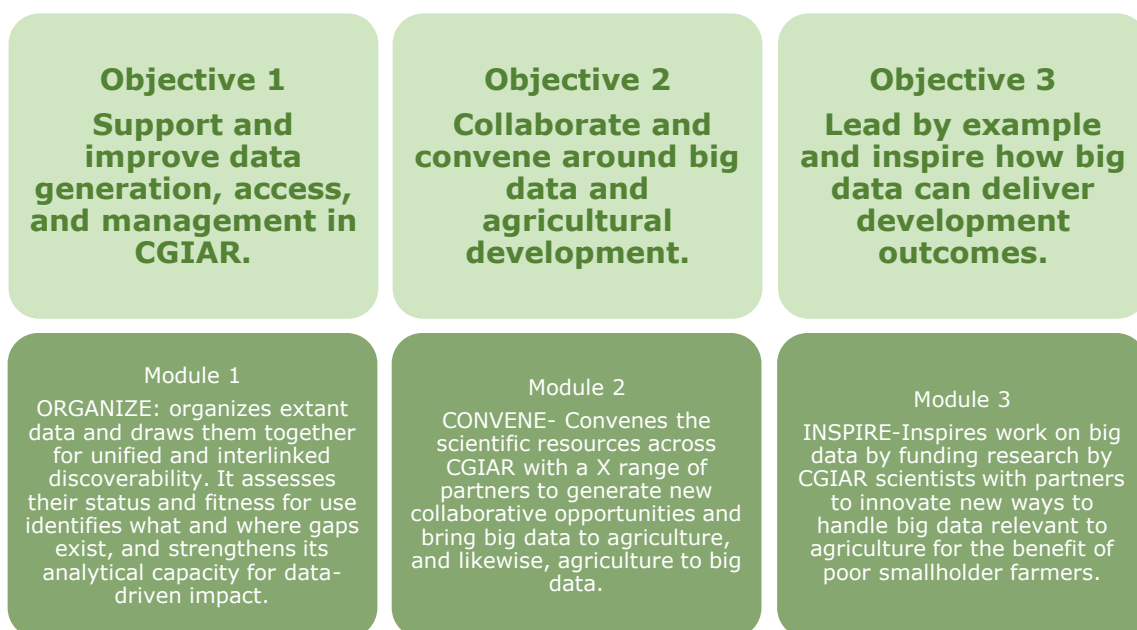 Objective 1
Support and
improve data
generation, access,
and management in
CGIAR.
Objective 2
Collaborate and
convene around big
data and
agricultural
development.
Objective 3
Lead by example
and inspire how big
data can deliver
development
outcomes.
Module 1
ORGANIZE: organizes extant
data and draws them together
for unified and interlinked
discoverability. It assesses
their status and fitness for use
identifies what and where gaps
exist, and strengthens its
analytical capacity for data-
driven impact.
Module 2
CONVENE- Convenes the
scientific resources across
CGIAR with a X range of
partners to generate new
collaborative opportunities and
bring big data to agriculture,
and likewise, agriculture to big
data.
Module 3
INSPIRE-Inspires work on big
data by funding research by
CGIAR scientists with partners
to innovate new ways to
handle big data relevant to
agriculture for the benefit of
poor smallholder farmers.